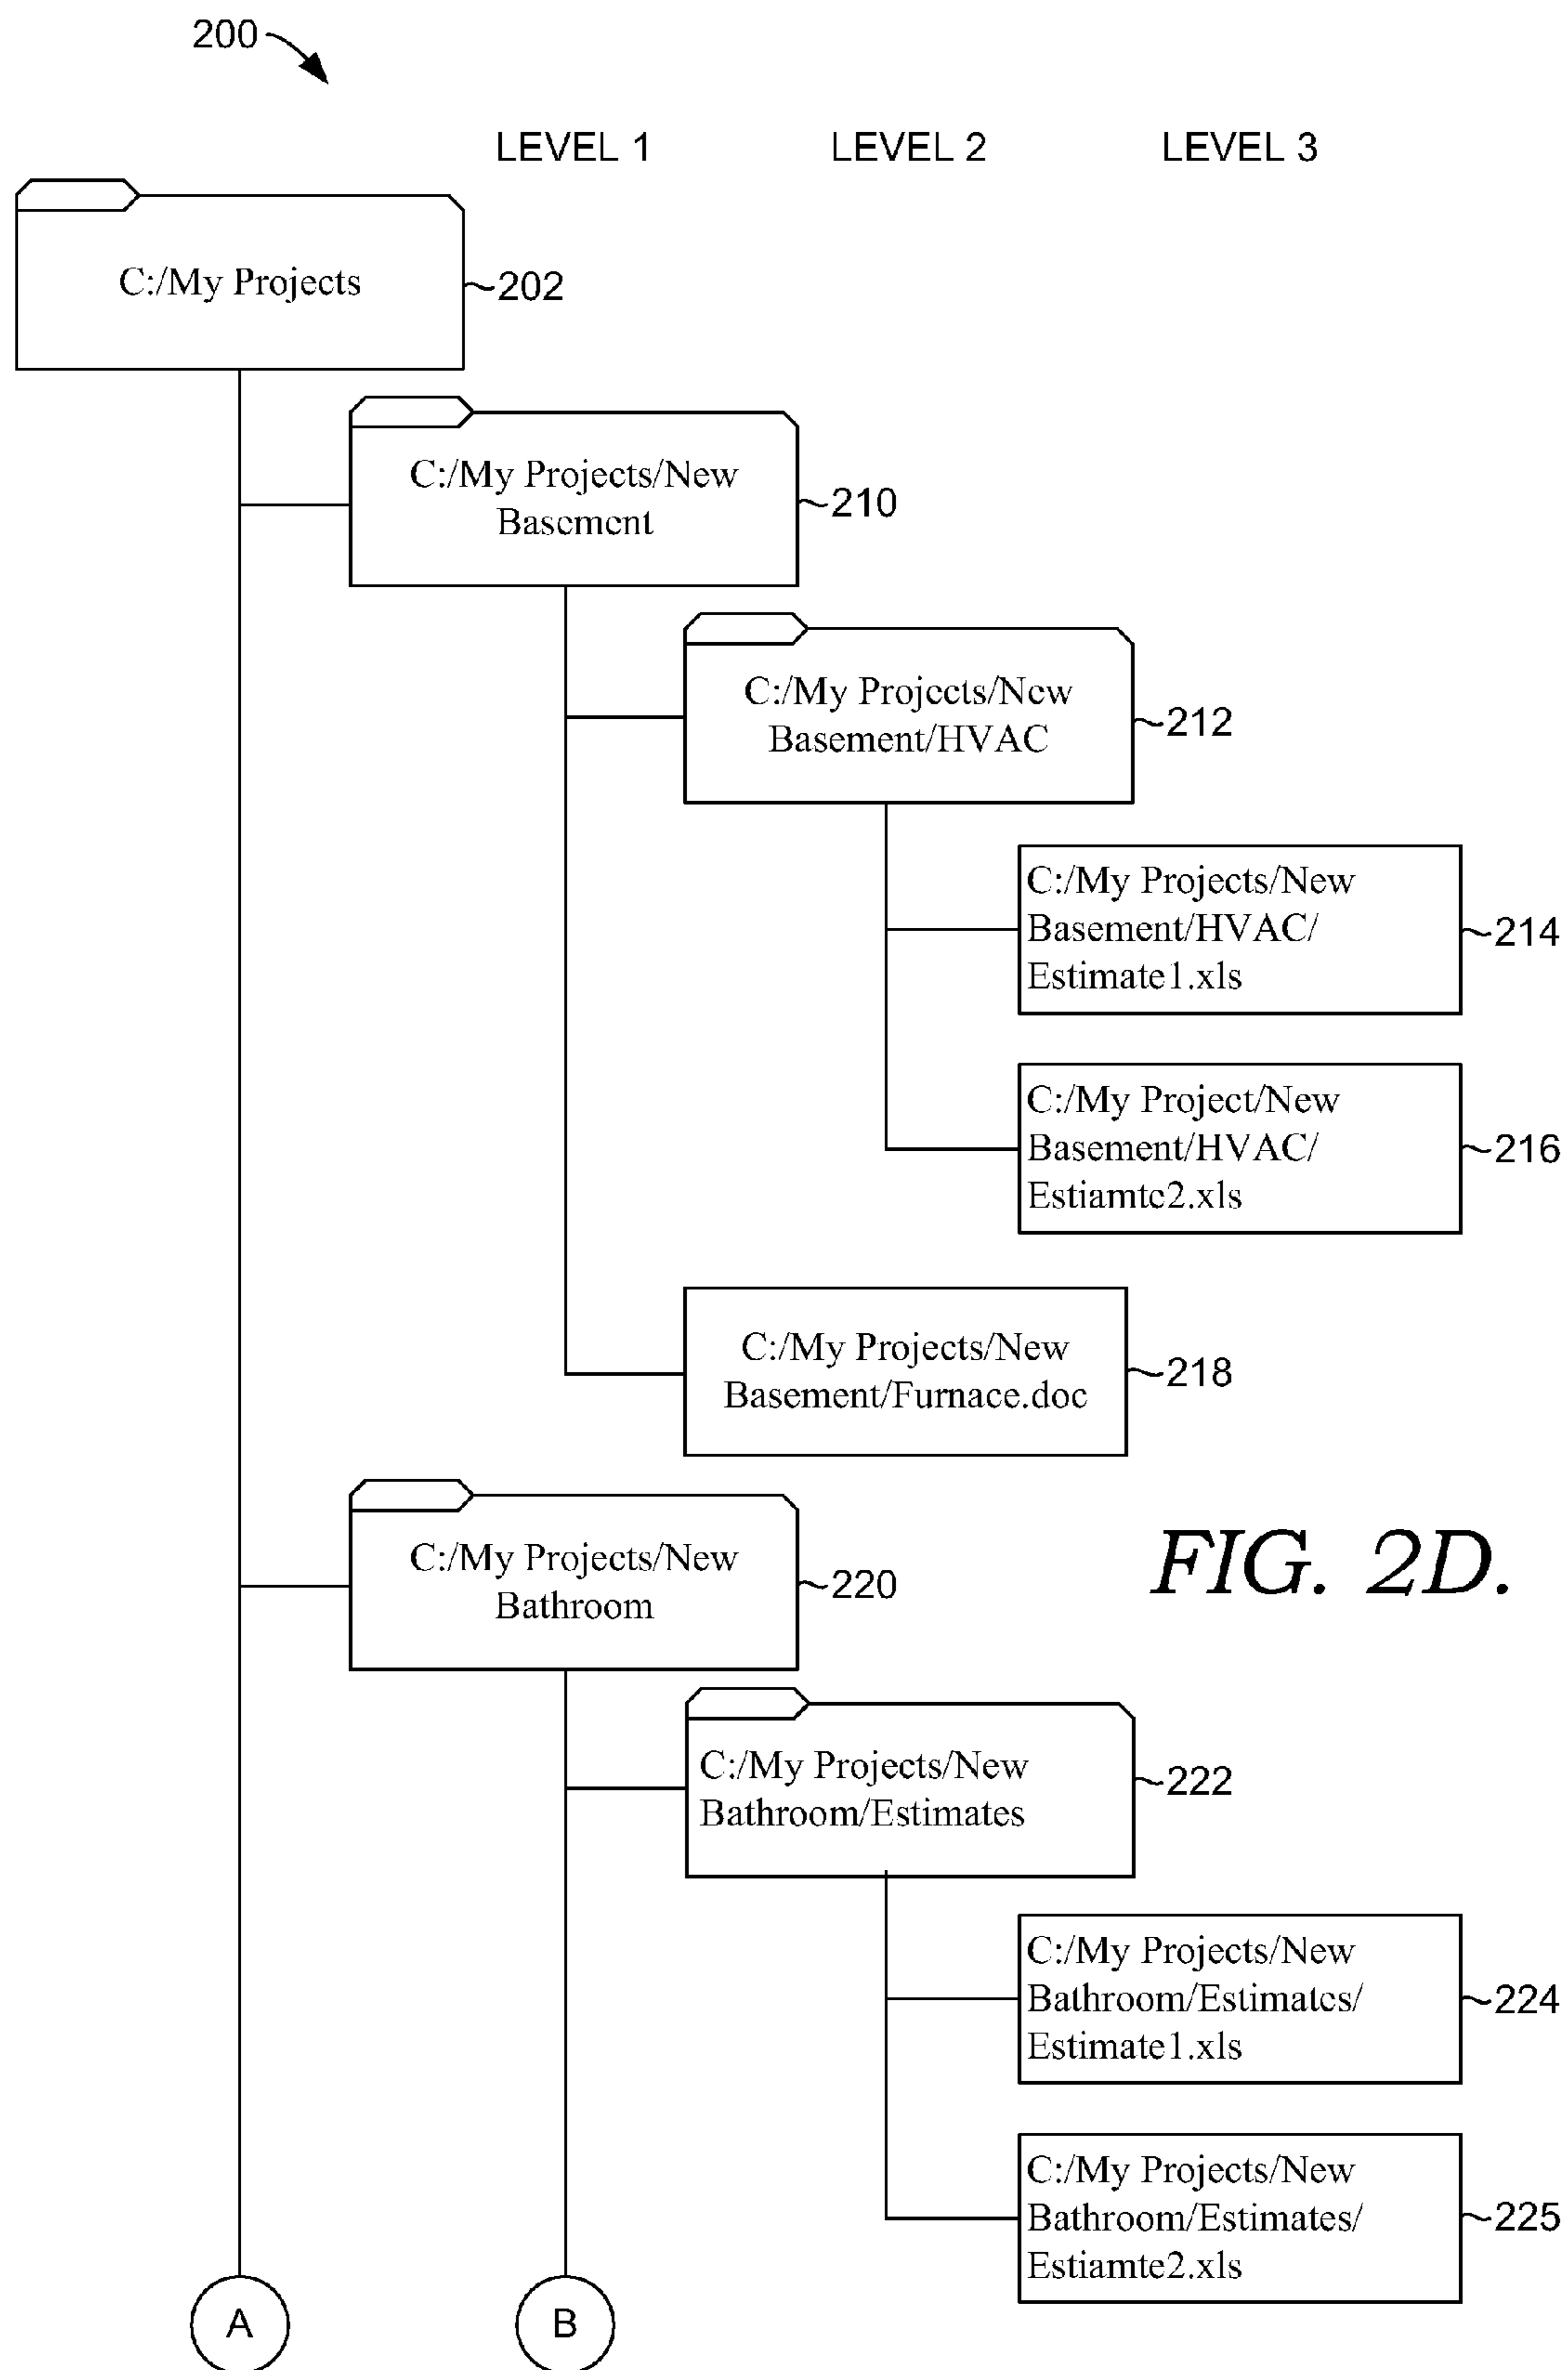 200
LEVEL 1 LEVEL 2 LEVEL 3
C:/My Projects
202
C:/My Projects/New
Basement
210
C:/My Projects/New
Basement/HVAC
212
C:/My Projects/New
Basement/HVAC/
Estimate1.xls
214
C:/My Project/New
Basement/HVAC/
Estiamte2.xls
216
C:/My Projects/New
Basement/Furnace.doc
218
C:/My Projects/New
Bathroom
220
FIG. 2D.
C:/My Projects/New
Bathroom/Estimates
222
C:/My Projects/New
Bathroom/Estimates/
Estimate1.xls
224
C:/My Projects/New
Bathroom/Estimates/
Estiamte2.xls
225
A
B